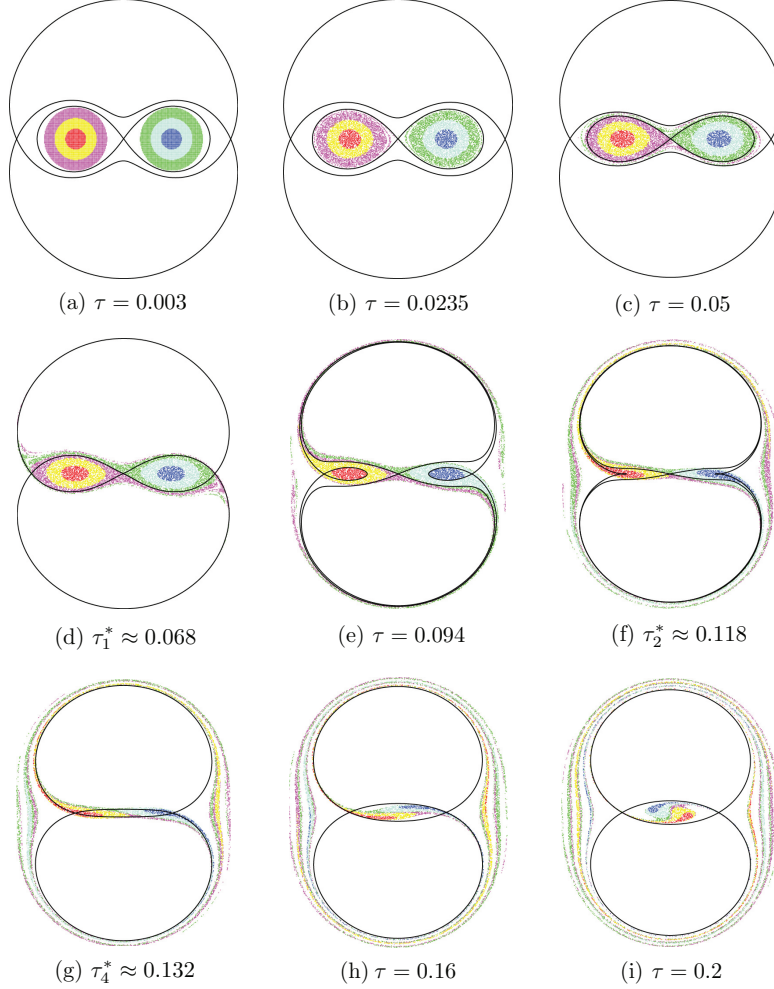 (a) τ = 0.003
(b) τ = 0.0235
(c) τ = 0.05
(d) τ₁* ≈ 0.068
(e) τ = 0.094
(f) τ₂* ≈ 0.118
(g) τ₄* ≈ 0.132
(h) τ = 0.16
(i) τ = 0.2